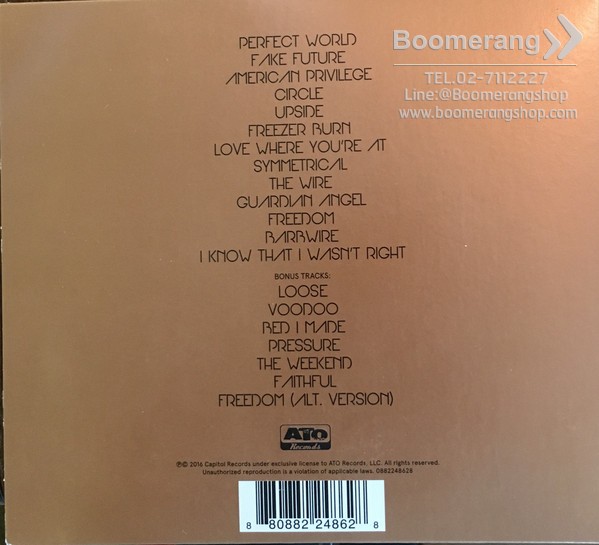 Boomerang
TEL.02-7112227
Line:@Boomerangshop
www.boomerangshop.com
PERFECT WORLD
FAKE FUTURE
AMERICAN PRIVILEGE
CIRCLE
UPSIDE
FREEZER BURN
LOVE WHERE YOU'RE AT
SYMMETRICAL
THE WIRE
GUARDIAN ANGEL
FREEDOM
BARBWIRE
I KNOW THAT I WASN'T RIGHT
BONUS TRACKS:
LOOSE
VOODOO
BED I MADE
PRESSURE
THE WEEKEND
FAITHFUL
FREEDOM (ALT. VERSION)
ATO
Records
℗© 2016 Capitol Records under exclusive license to ATO Records, LLC. All rights reserved.
Unauthorized reproduction is a violation of applicable laws. 0882248628
8 80882 24862 8